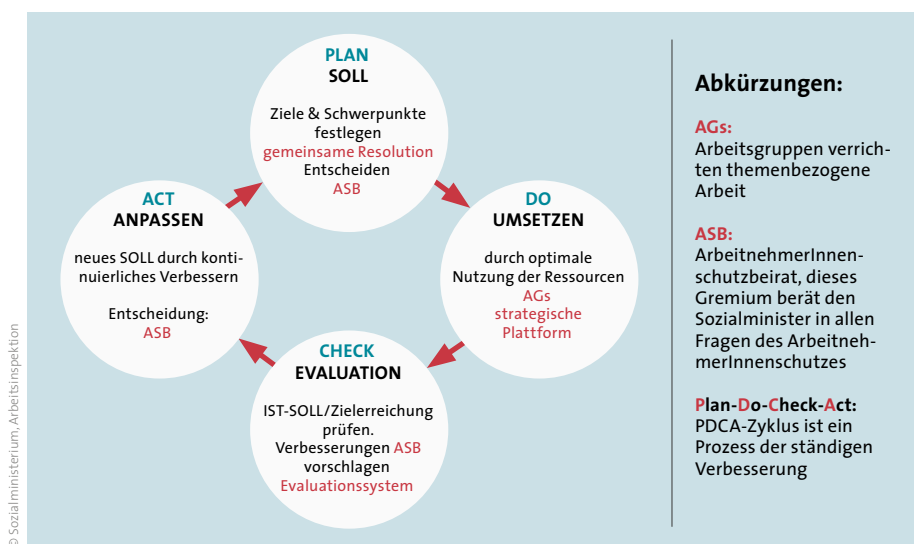 PLAN
SOLL
Ziele & Schwerpunkte
festlegen
gemeinsame Resolution
Entscheiden
ASB
DO
UMSETZEN
durch optimale
Nutzung der Ressourcen
AGs
strategische
Plattform
CHECK
EVALUATION
IST-SOLL/Zielerreichung
prüfen.
Verbesserungen ASB
vorschlagen
Evaluationssystem
ACT
ANPASSEN
neues SOLL durch konti-
nuierliches Verbessern
Entscheidung:
ASB
Abkürzungen:
AGs:
Arbeitsgruppen verrich-
ten themenbezogene
Arbeit
ASB:
ArbeitnehmerInnen-
schutzbeirat, dieses
Gremium berät den
Sozialminister in allen
Fragen des Arbeitneh-
merInnenschutzes
Plan-Do-Check-Act:
PDCA-Zyklus ist ein
Prozess der ständigen
Verbesserung
© Sozialministerium, Arbeitsinspektion